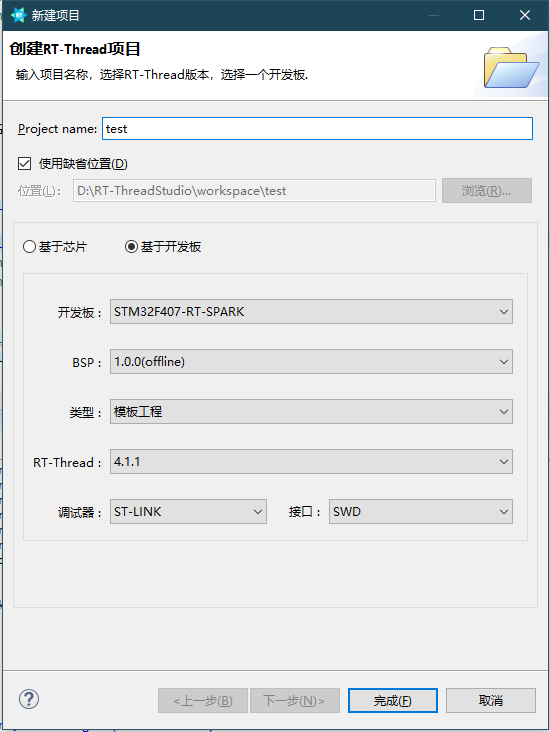 新建项目
创建RT-Thread项目
输入项目名称，选择RT-Thread版本，选择一个开发板.
Project name: test
使用缺省位置(D)
位置(L)： D:\RT-ThreadStudio\workspace\test 浏览(R)...
基于芯片 基于开发板
开发板： STM32F407-RT-SPARK
BSP： 1.0.0(offline)
类型： 模板工程
RT-Thread： 4.1.1
调试器： ST-LINK 接口： SWD
<上一步(B) 下一步(N)> 完成(F) 取消